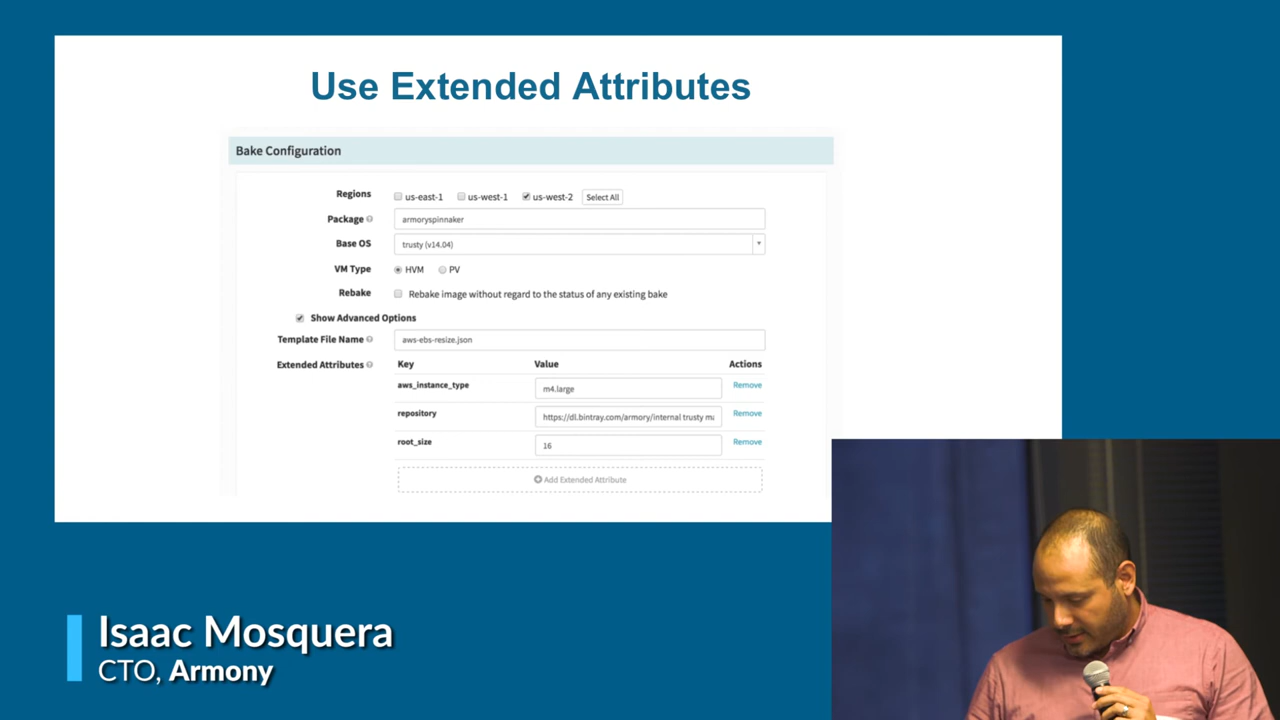 Use Extended Attributes
Bake Configuration
Regions us-east-1 us-west-1 us-west-2 Select All
Package armoryspinnaker
Base OS trusty (v14.04)
VM Type HVM PV
Rebake Rebake image without regard to the status of any existing bake
Show Advanced Options
Template File Name aws-ebs-resize.json
Extended Attributes Key Value Actions
aws_instance_type m4.large Remove
repository https://dl.bintray.com/armory/internal trusty ma Remove
root_size 16 Remove
Add Extended Attribute
Isaac Mosquera
CTO, Armony